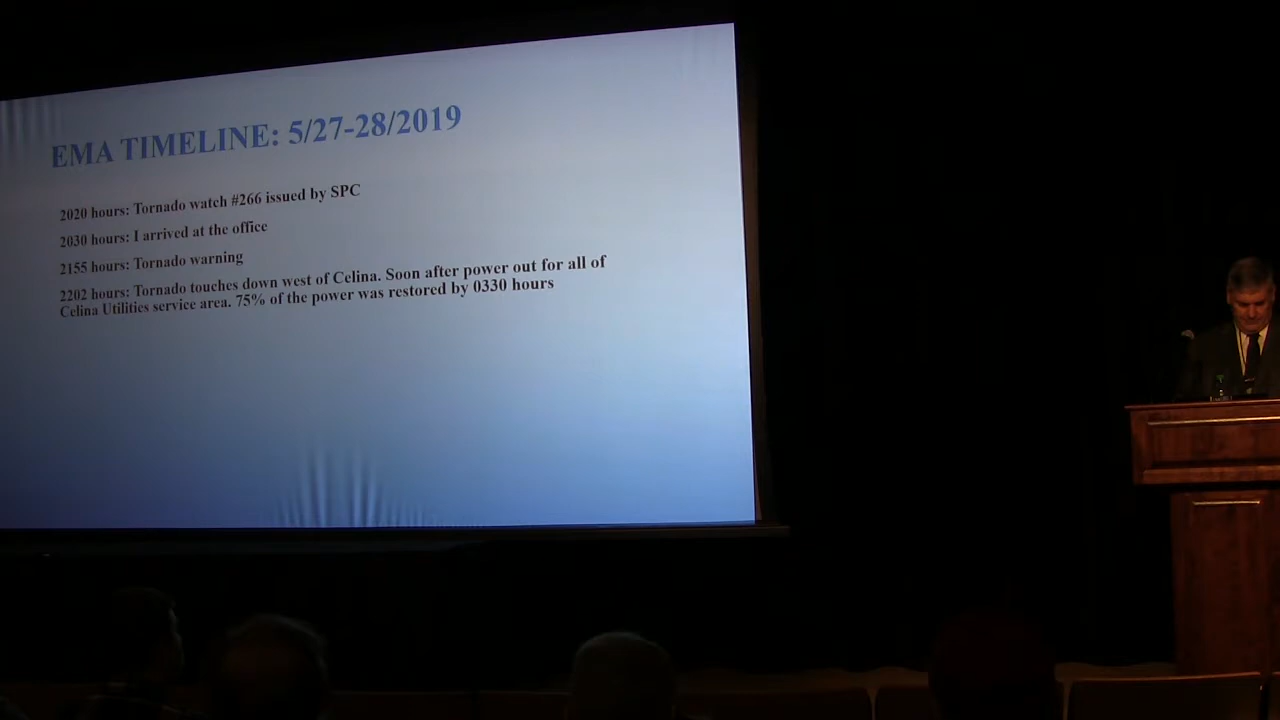 EMA TIMELINE: 5/27-28/2019
2020 hours: Tornado watch #266 issued by SPC
2030 hours: I arrived at the office
2155 hours: Tornado warning
2202 hours: Tornado touches down west of Celina. Soon after power out for all of
Celina Utilities service area. 75% of the power was restored by 0330 hours